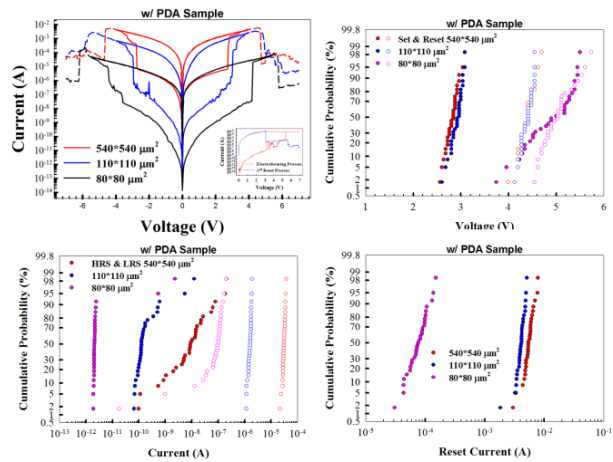 w/ PDA Sample
Current (A)
10⁻¹
10⁻²
10⁻³
10⁻⁴
10⁻⁵
10⁻⁶
10⁻⁷
10⁻⁸
10⁻⁹
10⁻¹⁰
10⁻¹¹
10⁻¹²
10⁻¹³
10⁻¹⁴
540*540 μm²
110*110 μm²
80*80 μm²
Electroforming Process
1ˢᵗ Reset Process
Voltage (V)
-6 -4 -2 0 2 4 6
Voltage (V)
w/ PDA Sample
Cumulative Probability (%)
99.8
99
98
95
90
80
70
50
30
20
10
5
2
1
0.5
Set & Reset 540*540 μm²
110*110 μm²
80*80 μm²
1 2 3 4 5 6
Voltage (V)
w/ PDA Sample
Cumulative Probability (%)
99.8
99
98
95
90
80
70
50
30
20
10
5
2
1
0.5
HRS & LRS 540*540 μm²
110*110 μm²
80*80 μm²
10⁻¹³ 10⁻¹² 10⁻¹¹ 10⁻¹⁰ 10⁻⁹ 10⁻⁸ 10⁻⁷ 10⁻⁶ 10⁻⁵ 10⁻⁴
Current (A)
w/ PDA Sample
Cumulative Probability (%)
99.8
99
98
95
90
80
70
50
30
20
10
5
2
1
0.5
540*540 μm²
110*110 μm²
80*80 μm²
10⁻⁵ 10⁻⁴ 10⁻³ 10⁻² 10⁻¹
Reset Current (A)